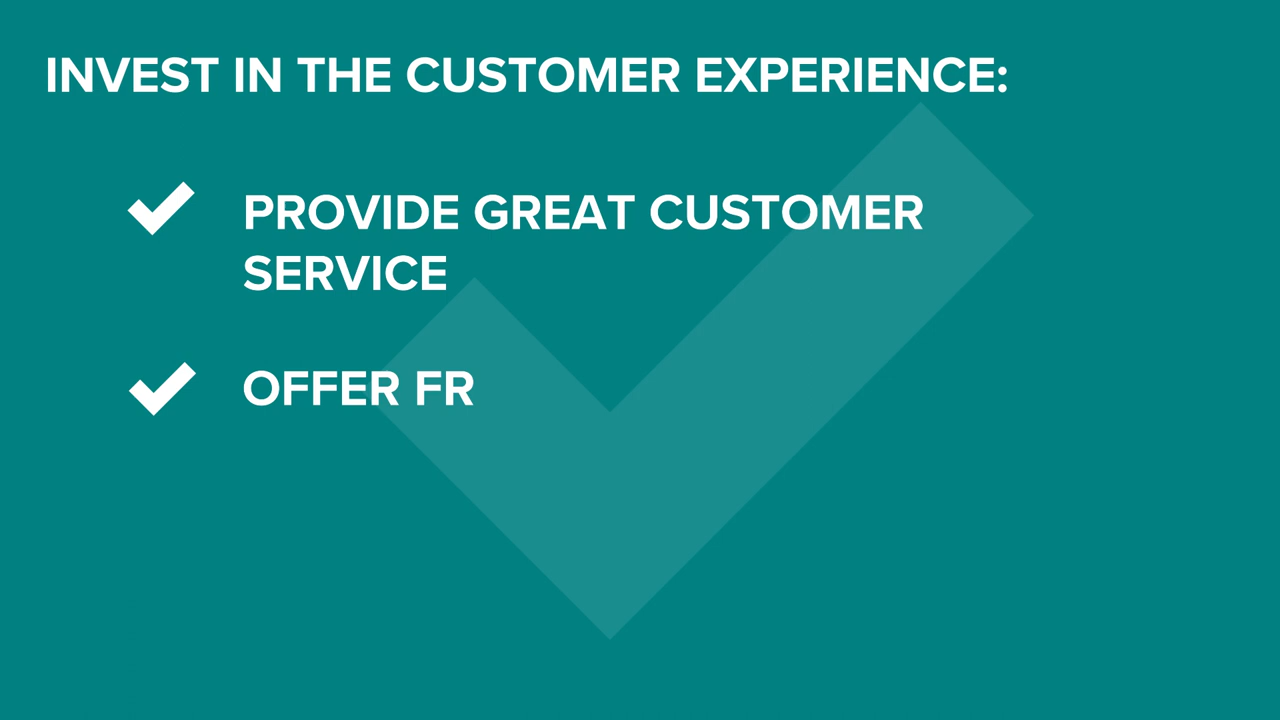 INVEST IN THE CUSTOMER EXPERIENCE:
PROVIDE GREAT CUSTOMER
SERVICE
OFFER FR